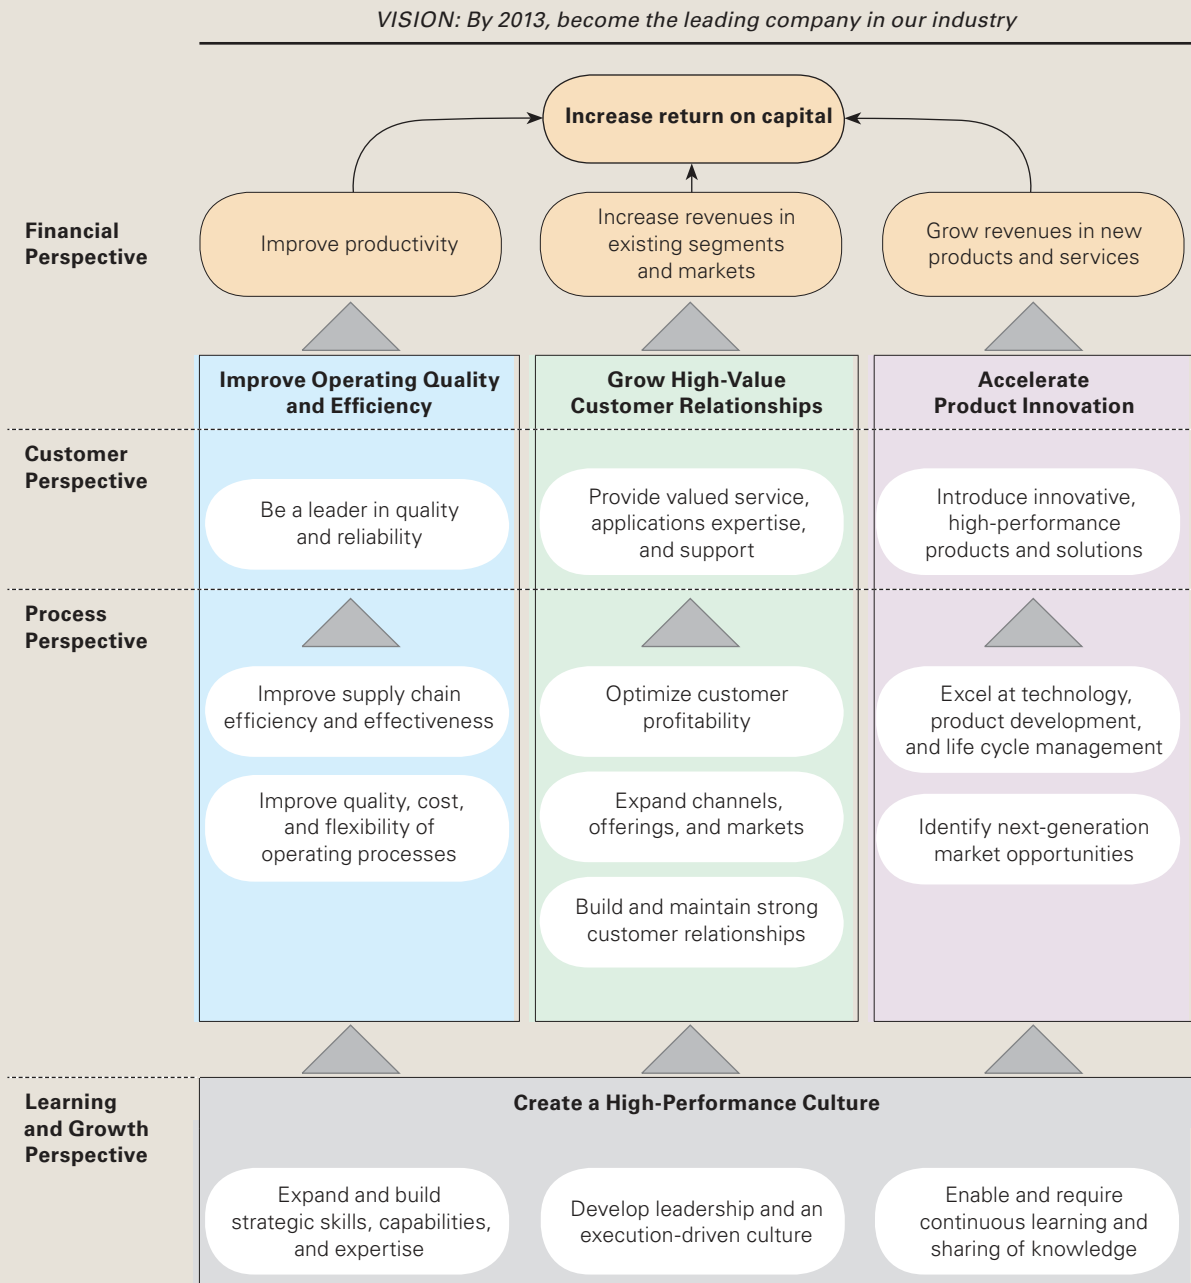 VISION: By 2013, become the leading company in our industry
Increase return on capital
Financial
Perspective
Improve productivity
Increase revenues in
existing segments
and markets
Grow revenues in new
products and services
Improve Operating Quality
and Efficiency
Grow High-Value
Customer Relationships
Accelerate
Product Innovation
Customer
Perspective
Be a leader in quality
and reliability
Provide valued service,
applications expertise,
and support
Introduce innovative,
high-performance
products and solutions
Process
Perspective
Improve supply chain
efficiency and effectiveness
Optimize customer
profitability
Excel at technology,
product development,
and life cycle management
Improve quality, cost,
and flexibility of
operating processes
Expand channels,
offerings, and markets
Identify next-generation
market opportunities
Build and maintain strong
customer relationships
Learning
and Growth
Perspective
Create a High-Performance Culture
Expand and build
strategic skills, capabilities,
and expertise
Develop leadership and an
execution-driven culture
Enable and require
continuous learning and
sharing of knowledge